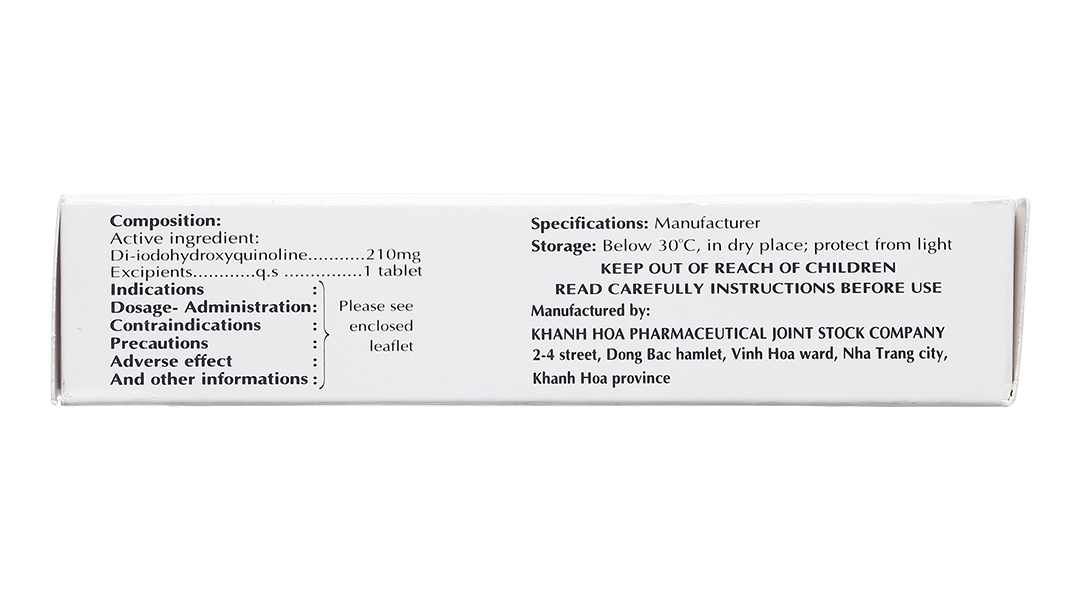 Composition:
Active ingredient:
Di-iodohydroxyquinoline...........210mg
Excipients............q.s ...............1 tablet
Indications :
Dosage- Administration:
Contraindications :
Precautions :
Adverse effect :
And other informations :
Please see
enclosed
leaflet
Specifications: Manufacturer
Storage: Below 30°C, in dry place; protect from light
KEEP OUT OF REACH OF CHILDREN
READ CAREFULLY INSTRUCTIONS BEFORE USE
Manufactured by:
KHANH HOA PHARMACEUTICAL JOINT STOCK COMPANY
2-4 street, Dong Bac hamlet, Vinh Hoa ward, Nha Trang city,
Khanh Hoa province